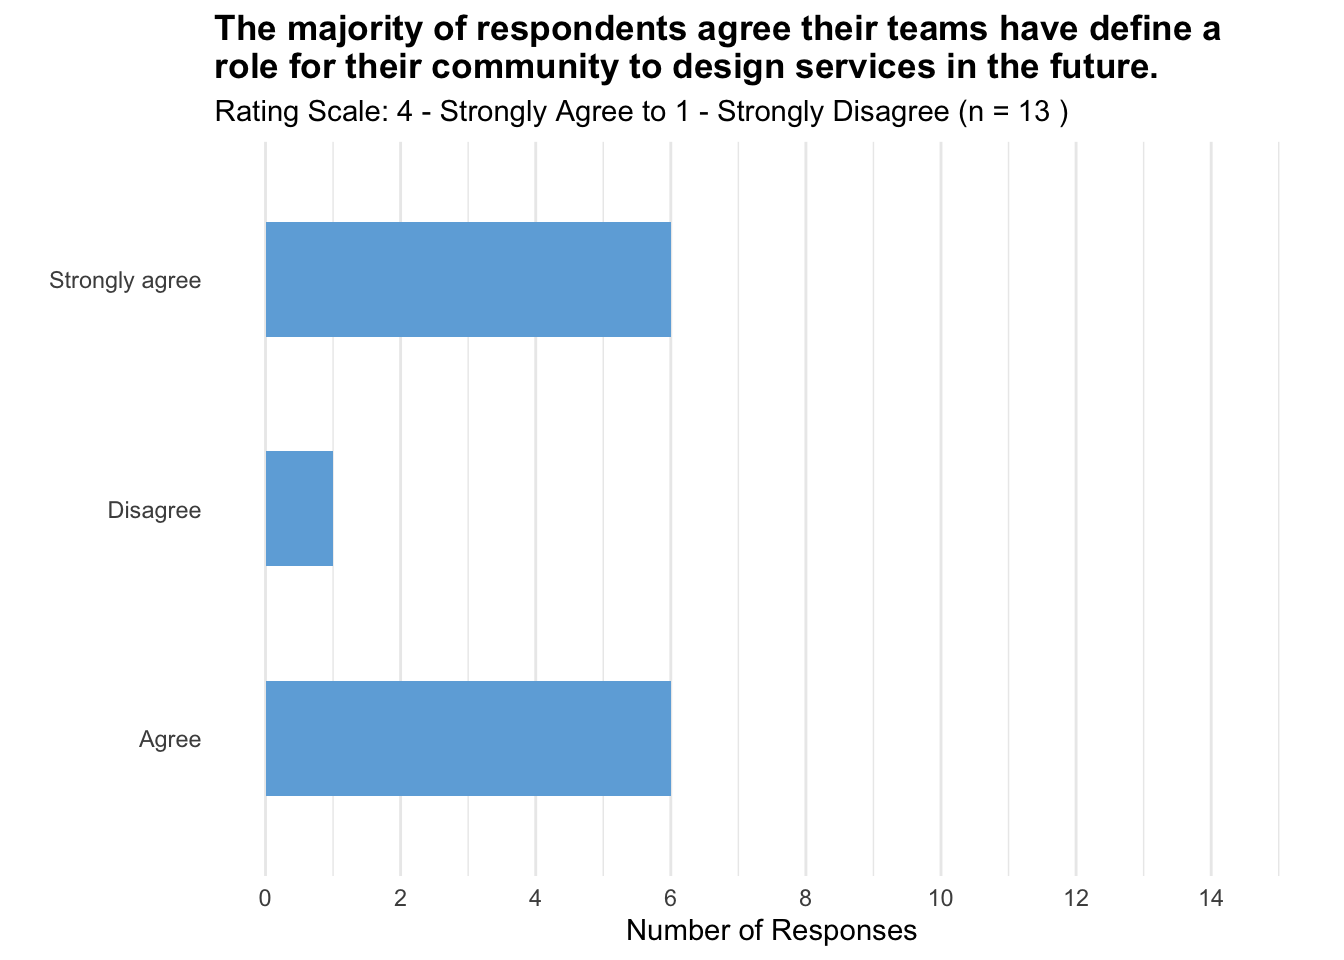 The majority of respondents agree their teams have define a
role for their community to design services in the future.
Rating Scale: 4 - Strongly Agree to 1 - Strongly Disagree (n = 13 )
Strongly agree
Disagree
Agree
0 2 4 6 8 10 12 14
Number of Responses